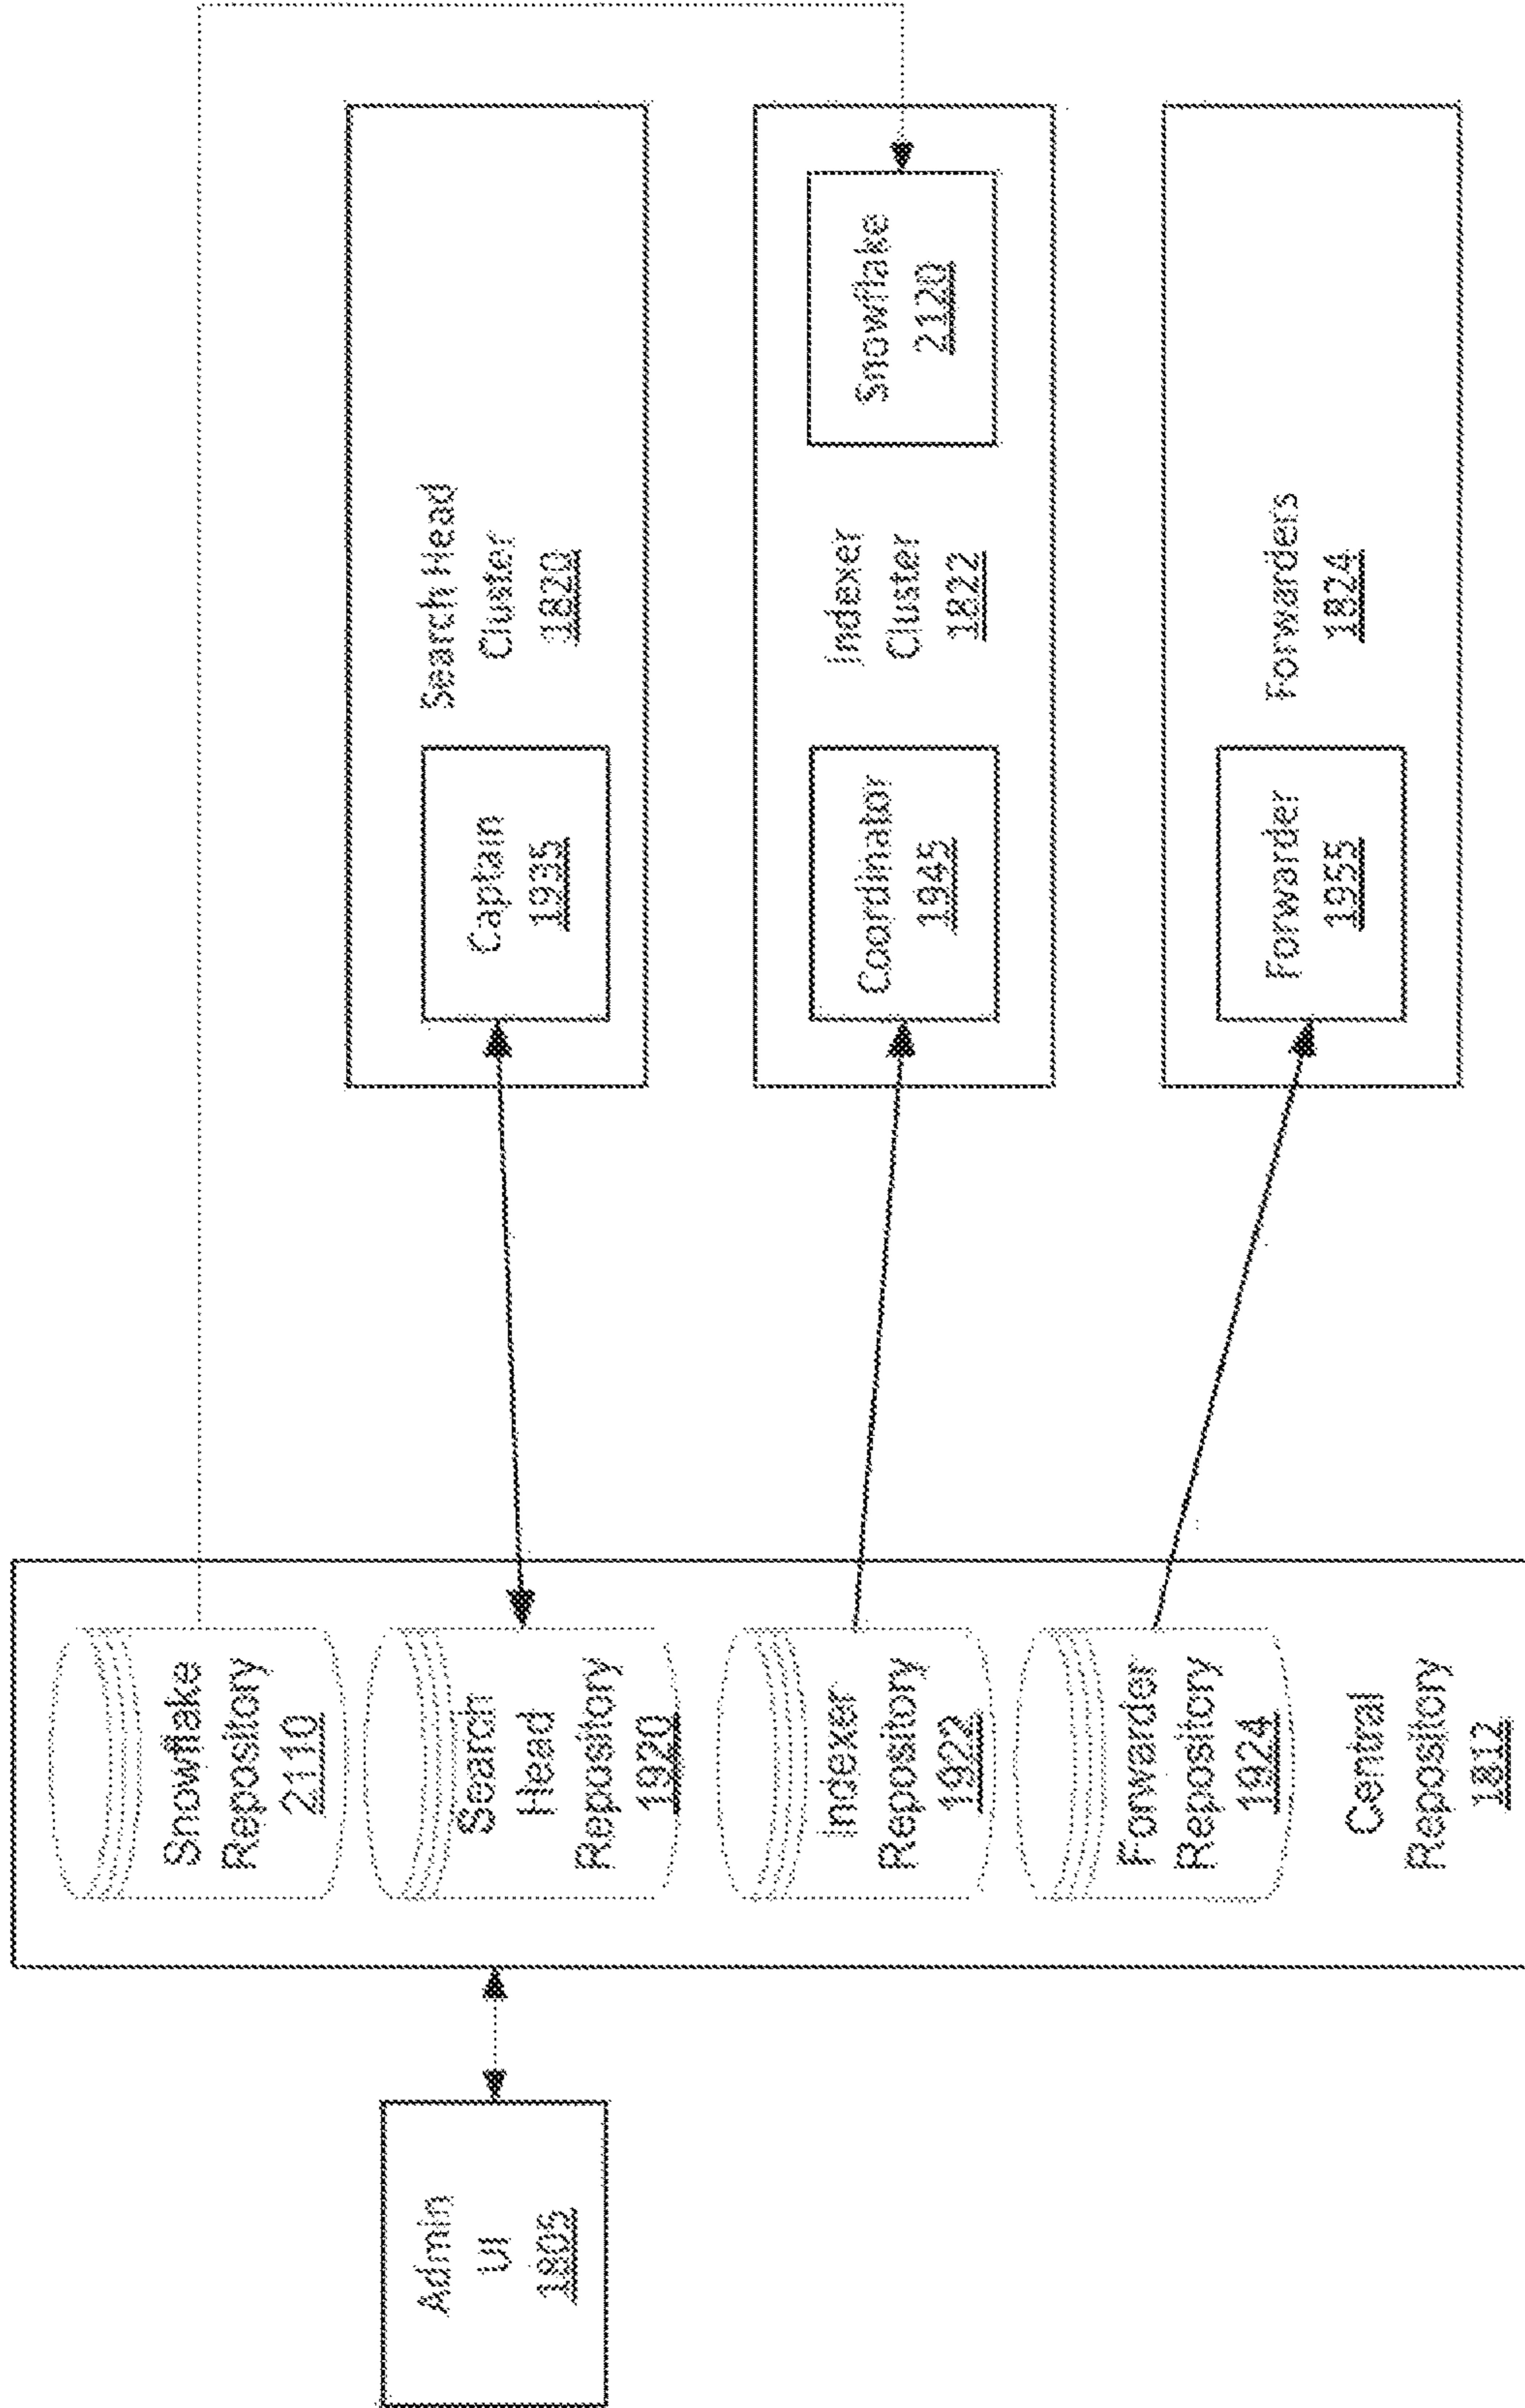 Admin
UI
1805
Snowflake
Repository
2110
Search
Head
Repository
1920
Indexer
Repository
1922
Forwarder
Repository
1924
Central
Repository
1812
Captain
1935
Search Head
Cluster
1820
Coordinator
1945
Indexer
Cluster
1822
Snowflake
2120
Forwarder
1955
Forwarders
1824